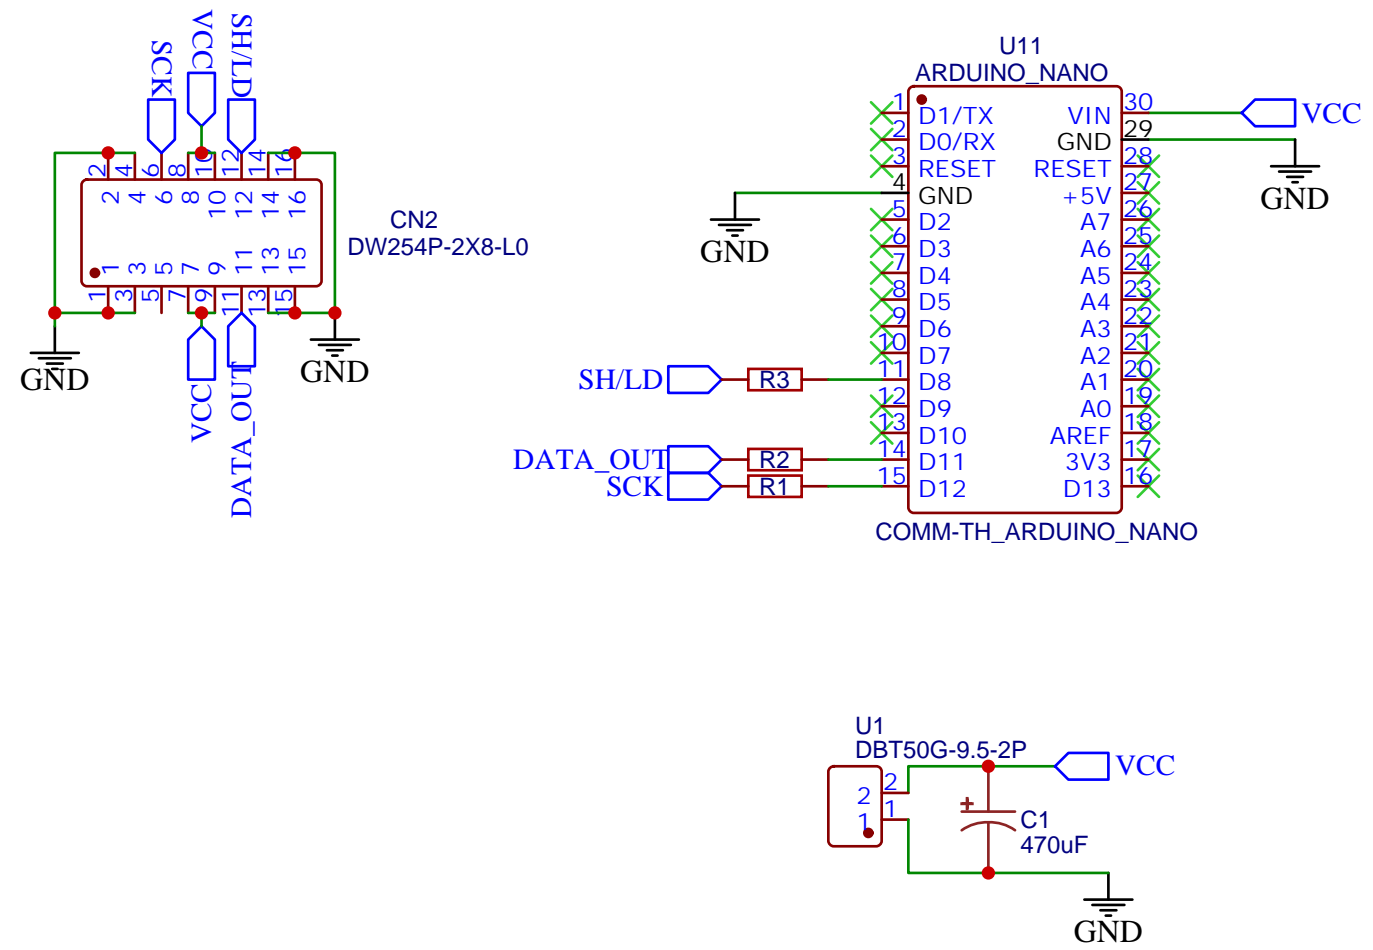 SCK
VCC
SH/LD
2
4
6
8
10
12
14
16
2
4
6
8
10
12
14
16
1
3
5
7
9
11
13
15
1
3
5
7
9
11
13
15
CN2
DW254P-2X8-L0
GND
GND
VCC
DATA_OUT
U11
ARDUINO_NANO
1 D1/TX
2 D0/RX
3 RESET
4 GND
5 D2
6 D3
7 D4
8 D5
9 D6
10 D7
11 D8
12 D9
13 D10
14 D11
15 D12
VIN 30
GND 29
RESET 28
+5V 27
A7 26
A6 25
A5 24
A4 23
A3 22
A2 21
A1 20
A0 19
AREF 18
3V3 17
D13 16
COMM-TH_ARDUINO_NANO
VCC
GND
GND
SH/LD R3
DATA_OUT R2
SCK R1
U1
DBT50G-9.5-2P
2 2
1 1
VCC
+
C1
470uF
GND